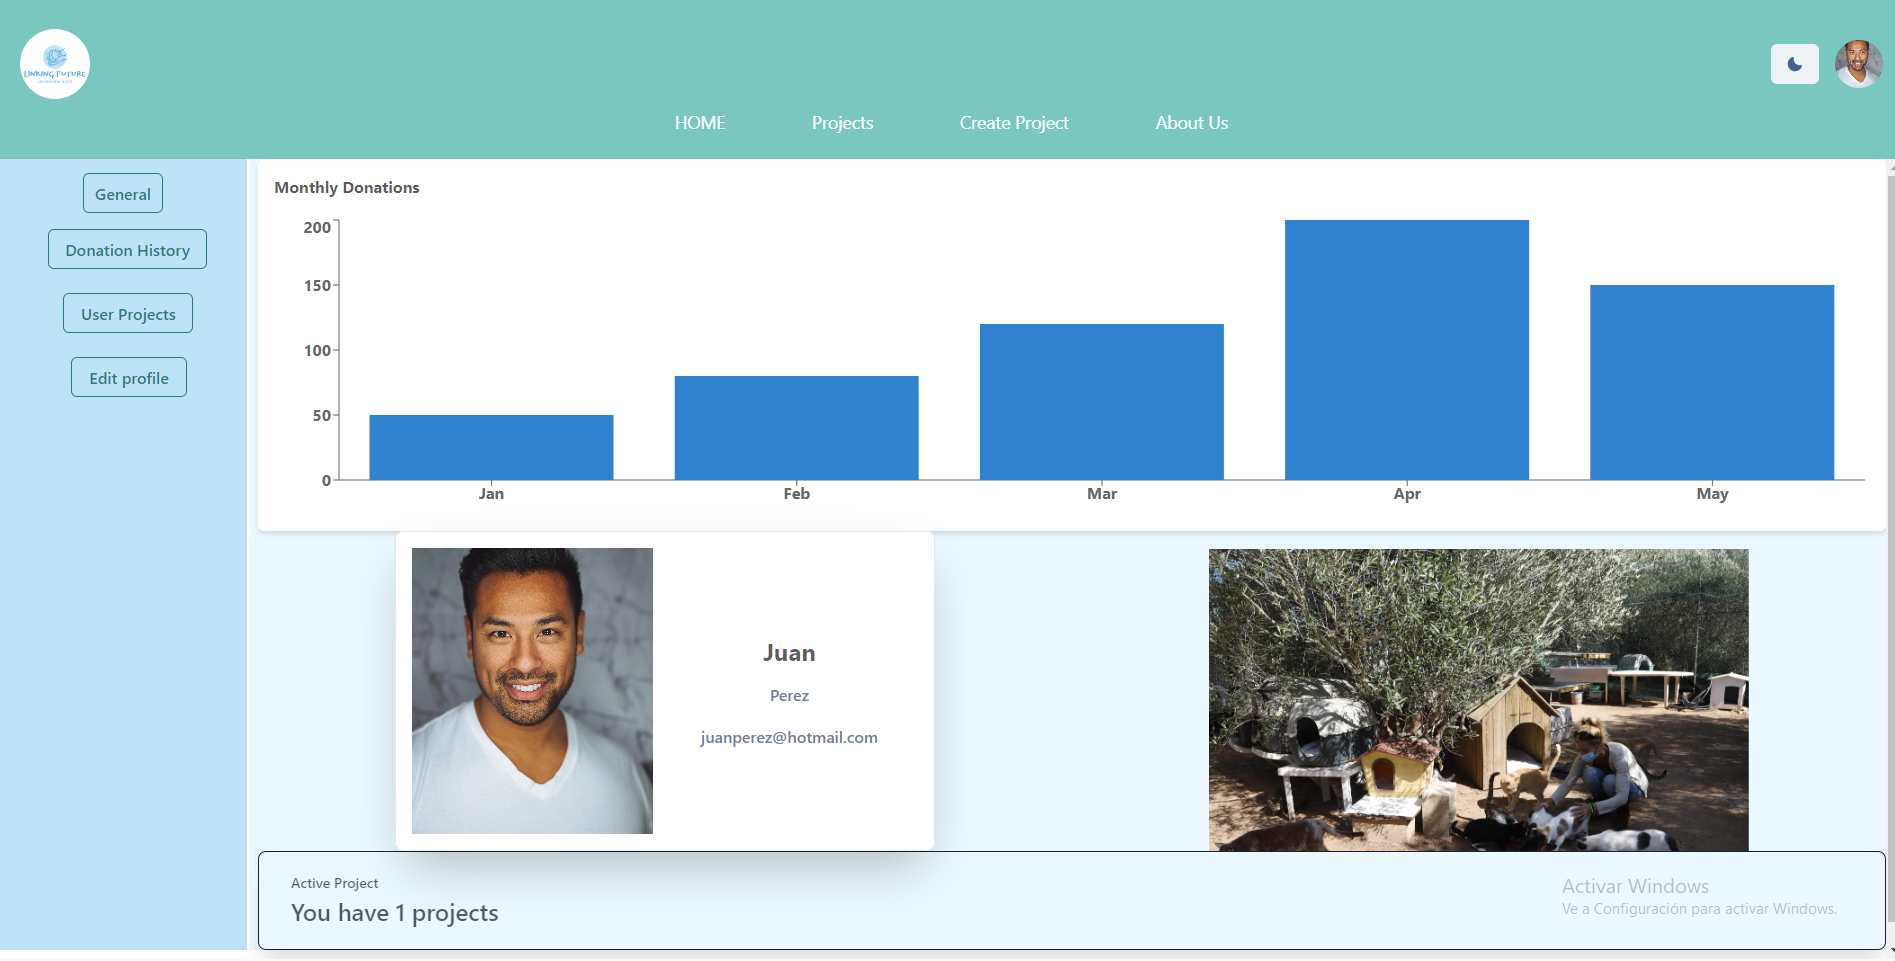 LINKING FUTURE
HOME Projects Create Project About Us
General
Donation History
User Projects
Edit profile
Monthly Donations
200
150
100
50
0
Jan Feb Mar Apr May
Juan
Perez
juanperez@hotmail.com
Active Project
You have 1 projects
Activar Windows
Ve a Configuración para activar Windows.